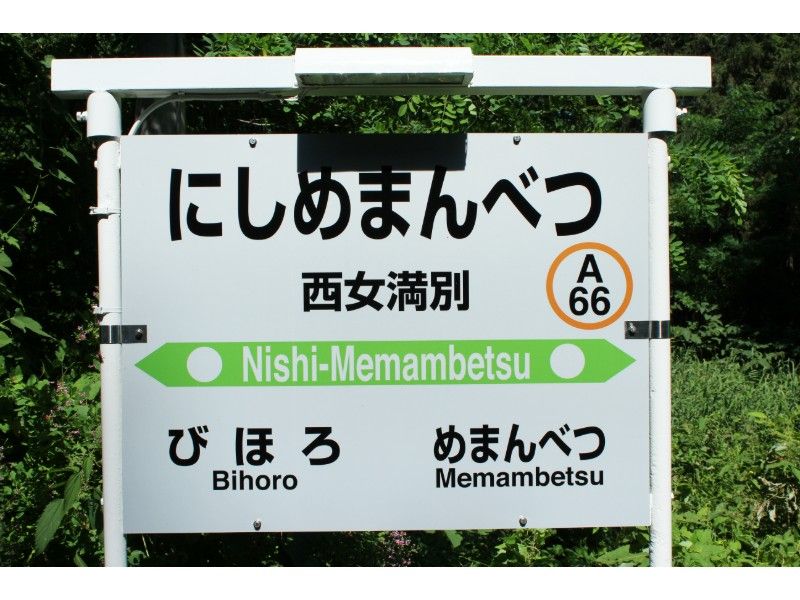 にしめまんべつ
西女満別
A
66
Nishi-Memambetsu
びほろ
Bihoro
めまんべつ
Memambetsu